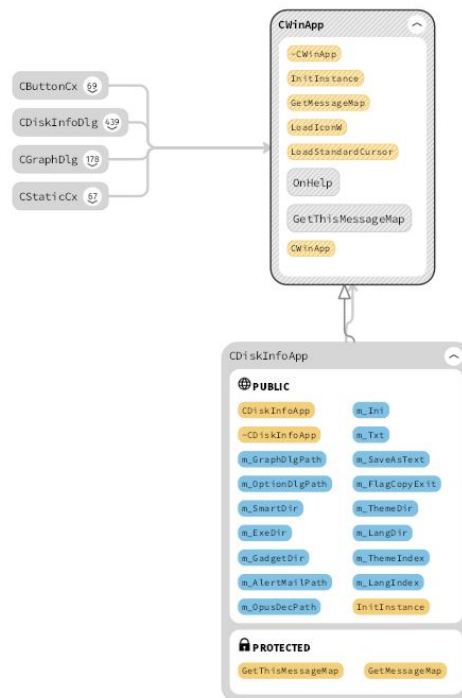 CWinApp
~CWinApp
InitInstance
GetMessageMap
LoadIconW
LoadStandardCursor
OnHelp
GetThisMessageMap
CWinApp
CButtonCx 69
CDiskInfoDlg 439
CGraphDlg 178
CStaticCx 67
CDiskInfoApp
PUBLIC
CDiskInfoApp m_Ini
~CDiskInfoApp m_Txt
m_GraphDlgPath m_SaveAsText
m_OptionDlgPath m_FlagCopyExit
m_SmartDir m_ThemeDir
m_ExeDir m_LangDir
m_GadgetDir m_ThemeIndex
m_AlertMailPath m_LangIndex
m_OpusDecPath InitInstance
PROTECTED
GetThisMessageMap GetMessageMap